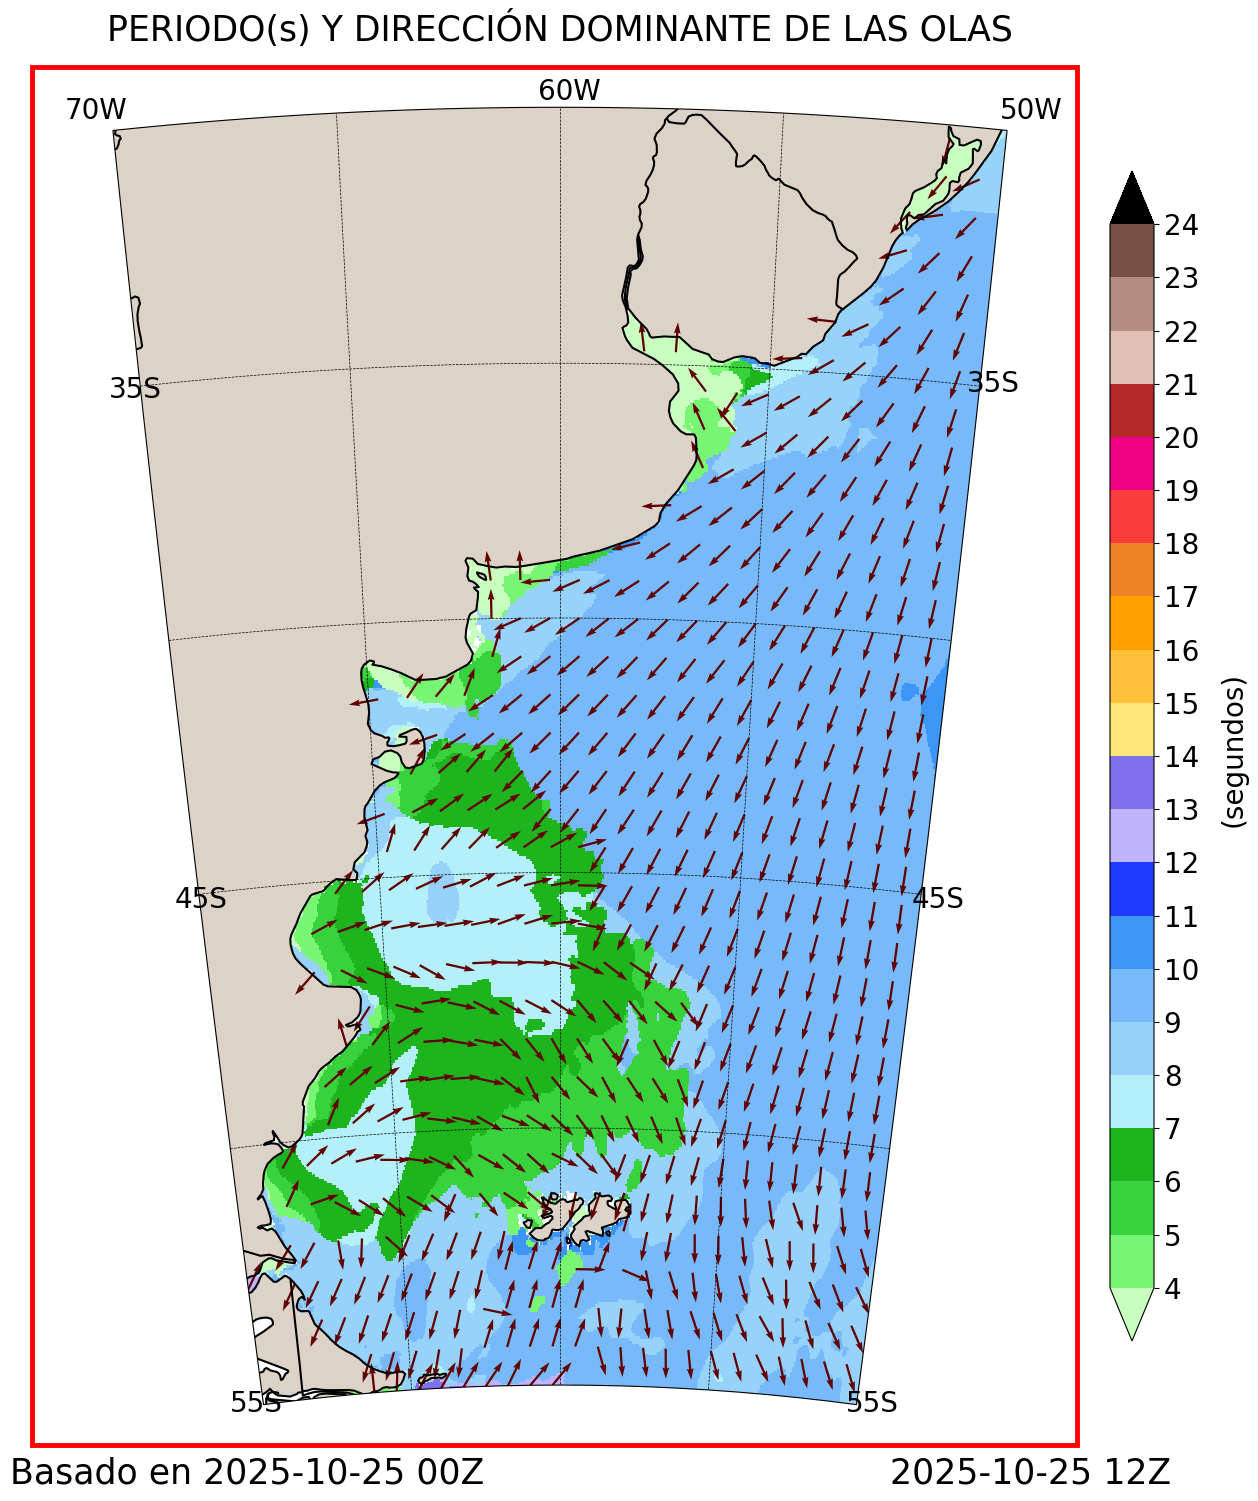 PERIODO(s) Y DIRECCIÓN DOMINANTE DE LAS OLAS
70W
60W
50W
35S
35S
45S
45S
55S
55S
24
23
22
21
20
19
18
17
16
15
14
13
12
11
10
9
8
7
6
5
4
(segundos)
Basado en 2025-10-25 00Z
2025-10-25 12Z